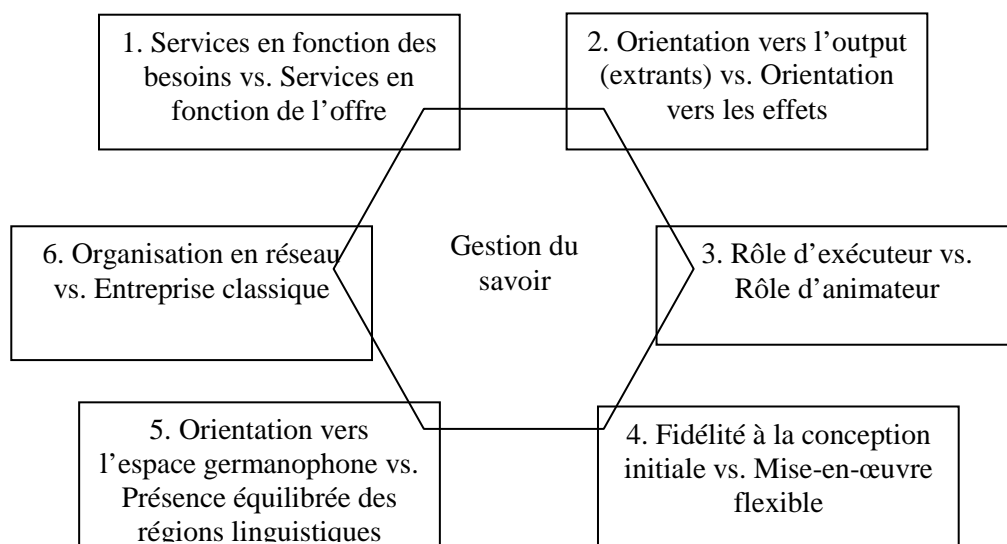 1. Services en fonction des
besoins vs. Services en
fonction de l’offre
2. Orientation vers l’output
(extrants) vs. Orientation
vers les effets
6. Organisation en réseau
vs. Entreprise classique
Gestion du
savoir
3. Rôle d’exécuteur vs.
Rôle d’animateur
5. Orientation vers
l’espace germanophone vs.
Présence équilibrée des
régions linguistiques
4. Fidélité à la conception
initiale vs. Mise-en-œuvre
flexible